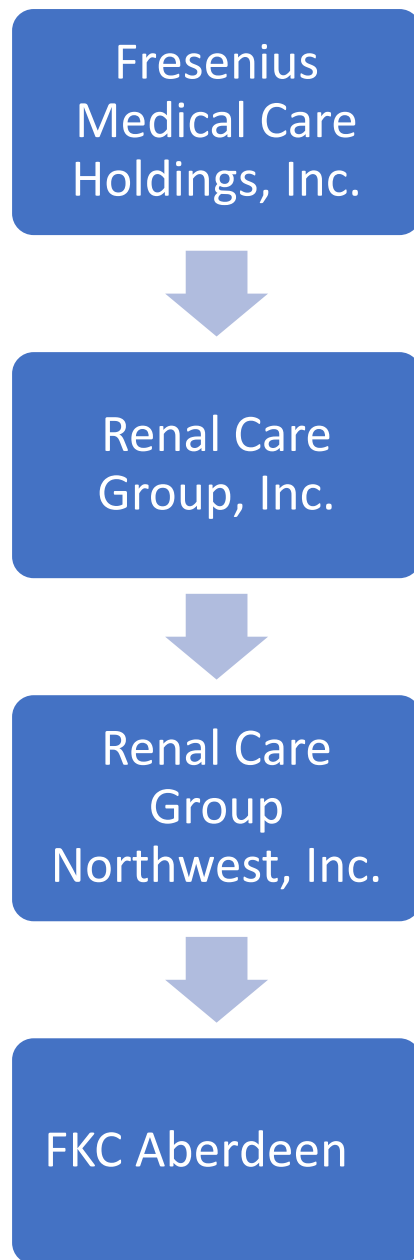 Fresenius
Medical Care
Holdings, Inc.
Renal Care
Group, Inc.
Renal Care
Group
Northwest, Inc.
FKC Aberdeen